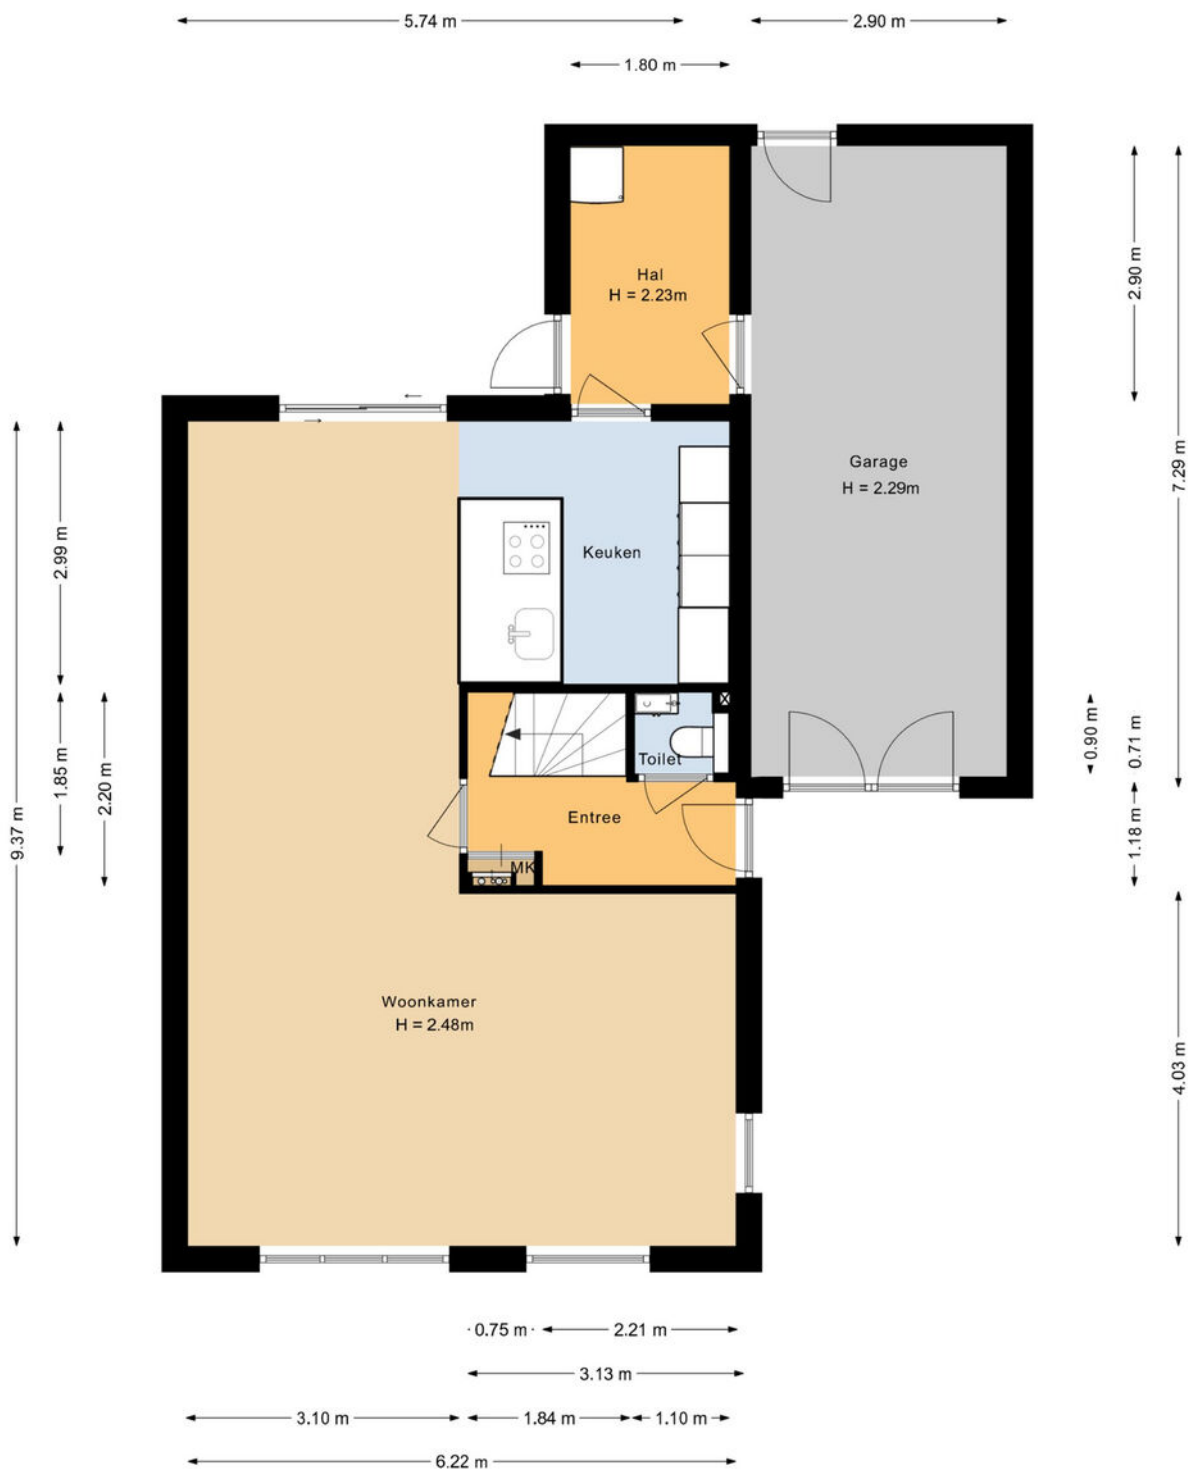 5.74 m
2.90 m
1.80 m
Hal
H = 2.23m
2.90 m
7.29 m
Garage
H = 2.29m
Keuken
2.99 m
9.37 m
1.85 m
2.20 m
Toilet
0.90 m
0.71 m
1.18 m
Entree
MK
Woonkamer
H = 2.48m
4.03 m
0.75 m
2.21 m
3.13 m
3.10 m
1.84 m
1.10 m
6.22 m